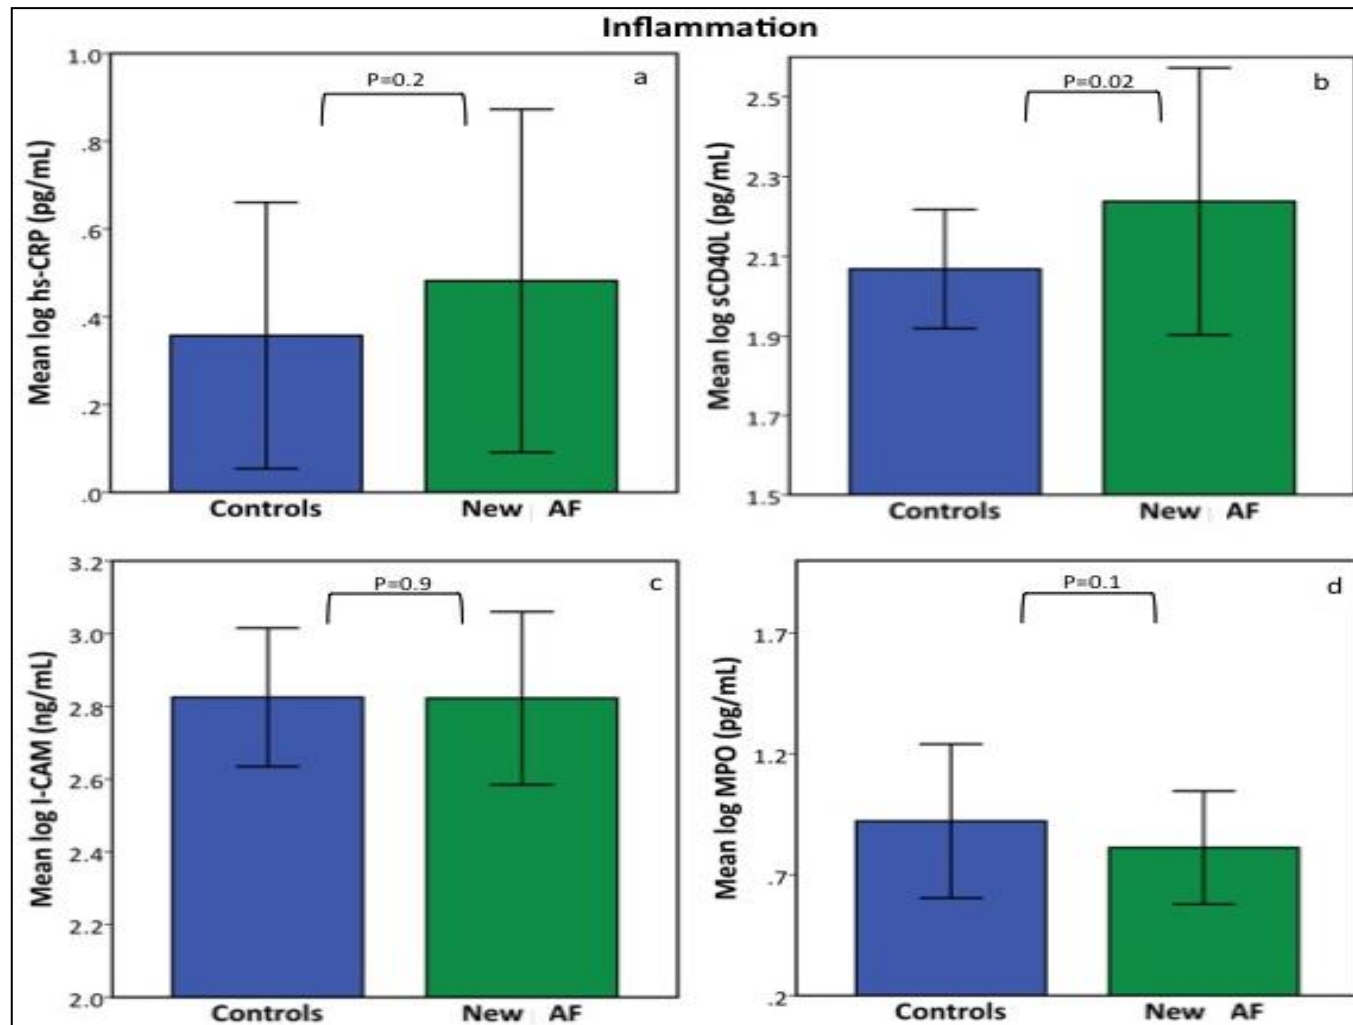 Inflammation
a
P=0.2
Mean log hs-CRP (pg/mL)
1.0
.8
.6
.4
.2
.0
Controls New AF
b
P=0.02
Mean log sCD40L (pg/mL)
2.5
2.3
2.1
1.9
1.7
1.5
Controls New AF
c
P=0.9
Mean log I-CAM (ng/mL)
3.2
3.0
2.8
2.6
2.4
2.2
2.0
Controls New AF
d
P=0.1
Mean log MPO (pg/mL)
1.7
1.2
.7
.2
Controls New AF